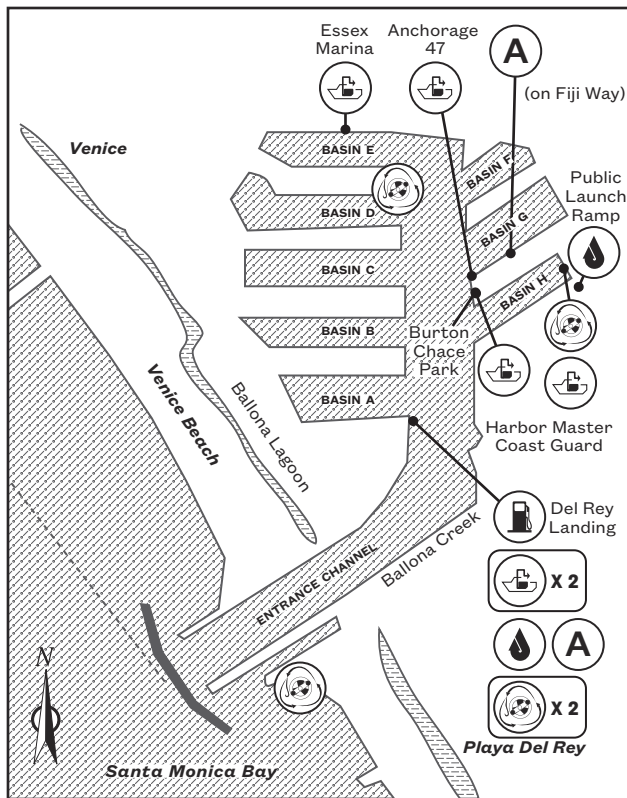 Essex
Marina
Anchorage
47
A
(on Fiji Way)
Venice
BASIN E
BASIN F
Public
Launch
Ramp
BASIN D
BASIN G
BASIN C
BASIN H
BASIN B
Burton
Chace
Park
BASIN A
Venice Beach
Ballona Lagoon
Harbor Master
Coast Guard
Del Rey
Landing
ENTRANCE CHANNEL
Ballona Creek
X 2
A
X 2
N
Playa Del Rey
Santa Monica Bay